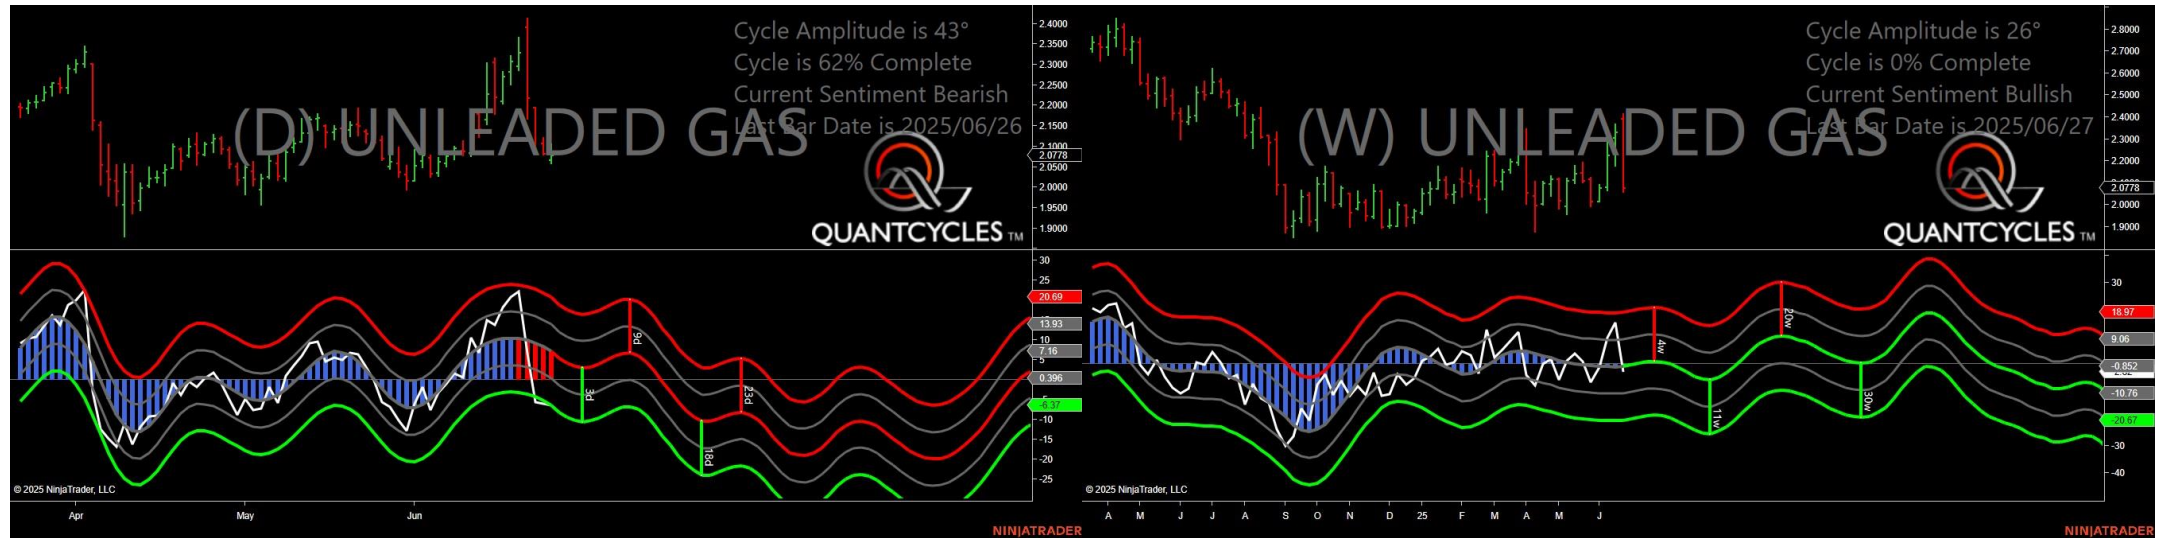 Cycle Amplitude is 43°
Cycle is 62% Complete
Current Sentiment Bearish
Last Bar Date is 2025/06/26
(D) UNLEADED GAS
QUANTCYCLES TM
2.4000
2.3500
2.3000
2.2500
2.2000
2.1500
2.1000
2.0778
2.0500
2.0000
1.9500
1.9000
30
25
20.69
13.93
10
7.16
5
0.396
-6.37
-10
-15
-20
-25
3d
9d
18d
23d
© 2025 NinjaTrader, LLC
Apr
May
Jun
NINJATRADER
Cycle Amplitude is 26°
Cycle is 0% Complete
Current Sentiment Bullish
Last Bar Date is 2025/06/27
(W) UNLEADED GAS
QUANTCYCLES TM
2.8000
2.7000
2.6000
2.5000
2.4000
2.3000
2.2000
2.0778
2.0000
1.9000
30
18.97
9.06
-0.852
-10.76
-20.67
-30
-40
4w
11w
20w
30w
© 2025 NinjaTrader, LLC
A M J J A S O N D 25 F M A M J
NINJATRADER